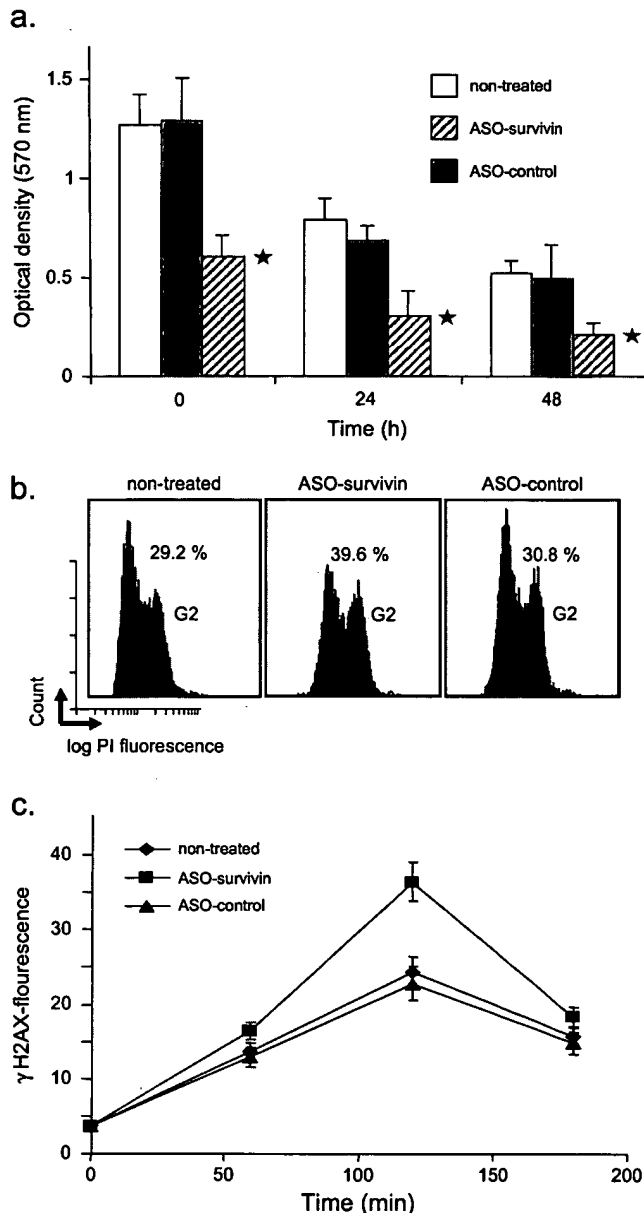 a.
1.5
1
0.5
0
Optical density (570 nm)
non-treated
ASO-survivin
ASO-control
0 24 48
Time (h)
b.
non-treated ASO-survivin ASO-control
29.2 % 39.6 % 30.8 %
G2 G2 G2
Count
log PI fluorescence
c.
non-treated
ASO-survivin
ASO-control
40
30
20
10
0
γH2AX-flourescence
0 50 100 150 200
Time (min)